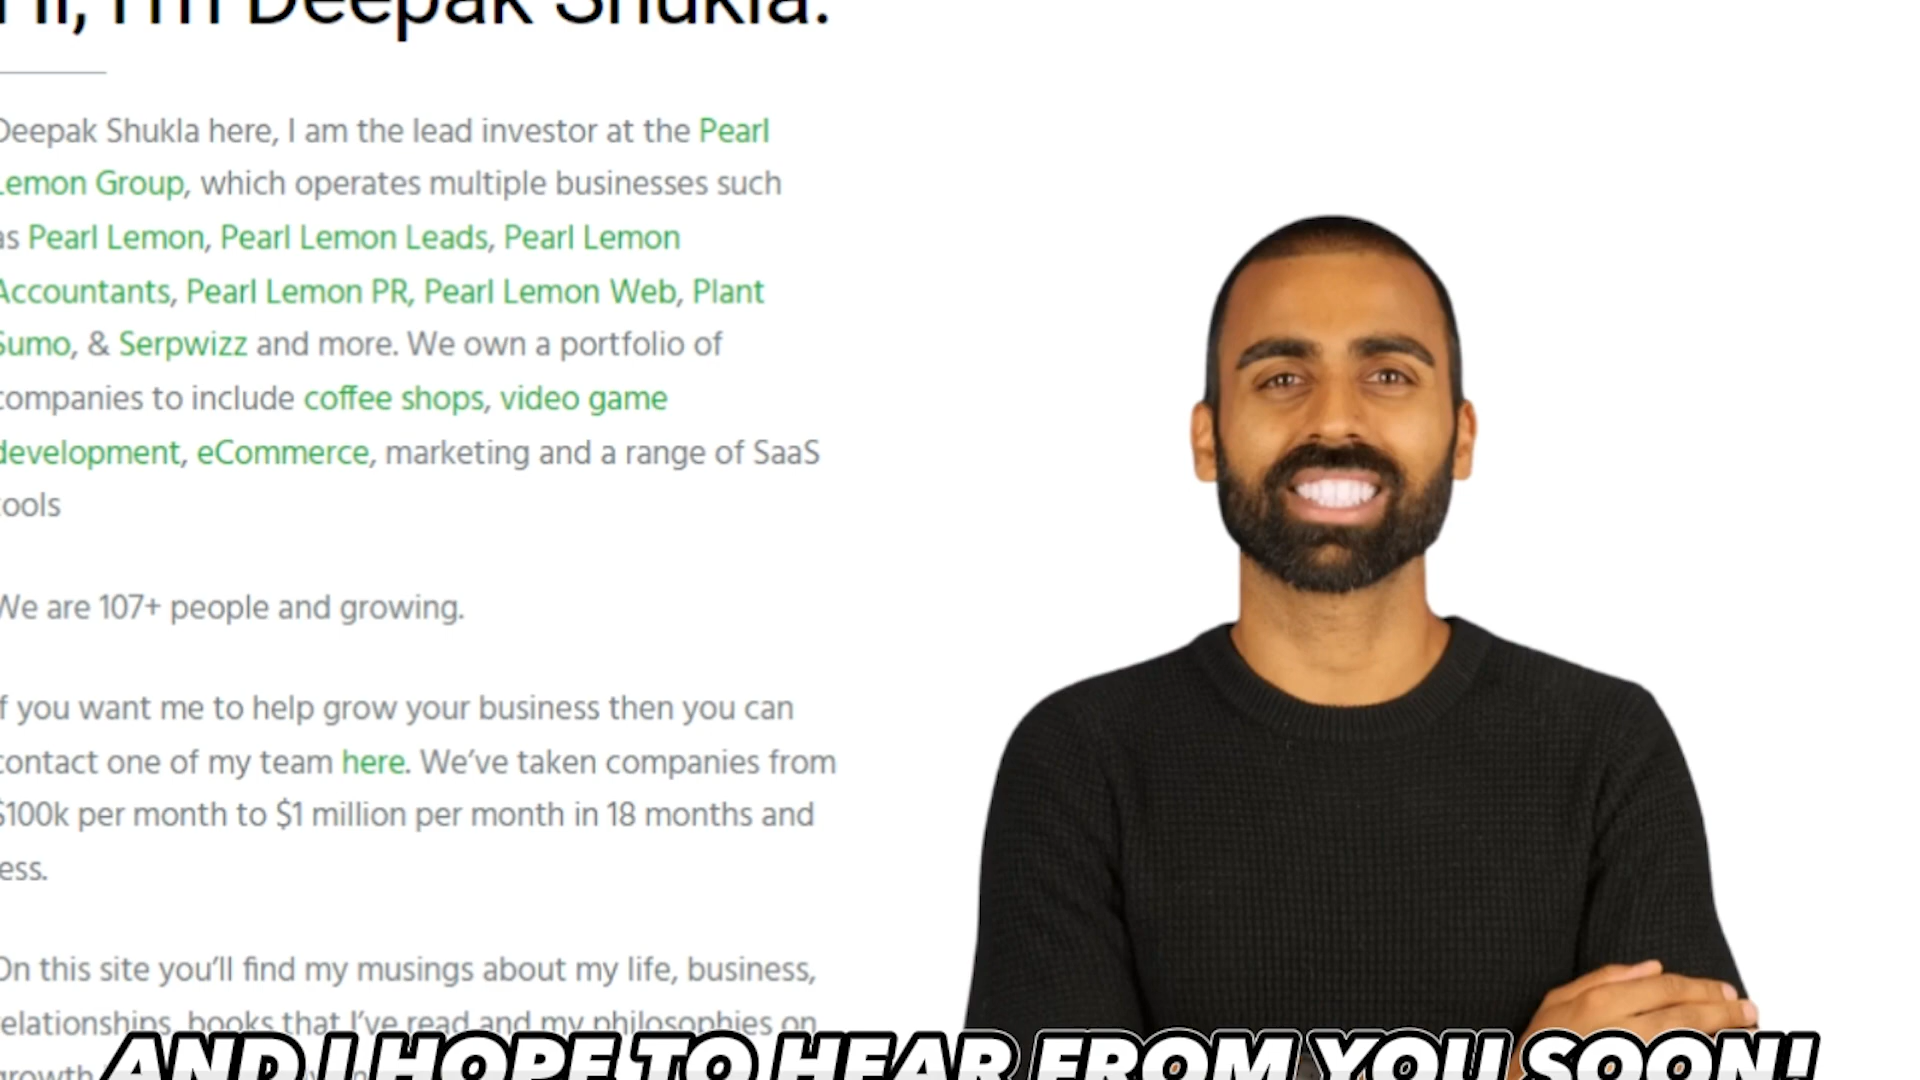 Hi, I'm Deepak Shukla.
Deepak Shukla here, I am the lead investor at the Pearl
Lemon Group, which operates multiple businesses such
as Pearl Lemon, Pearl Lemon Leads, Pearl Lemon
Accountants, Pearl Lemon PR, Pearl Lemon Web, Plant
Sumo, & Serpwizz and more. We own a portfolio of
companies to include coffee shops, video game
development, eCommerce, marketing and a range of SaaS
tools
We are 107+ people and growing.
If you want me to help grow your business then you can
contact one of my team here. We've taken companies from
$100k per month to $1 million per month in 18 months and
less.
On this site you'll find my musings about my life, business,
relationships, books that I've read and my philosophies on
growth
AND I HOPE TO HEAR FROM YOU SOON!